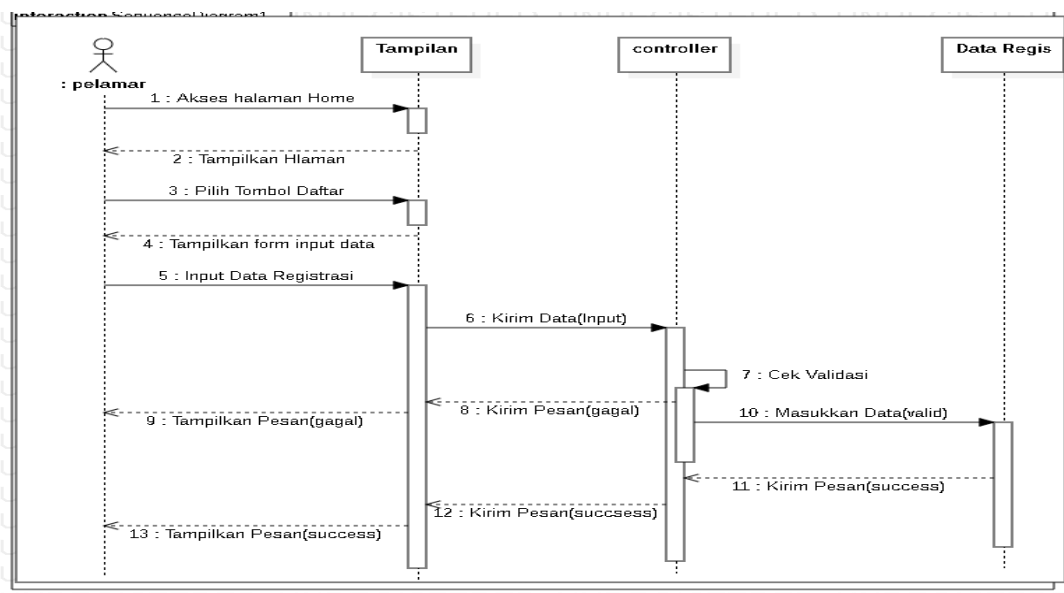 interaction SequenceDiagram1
Tampilan
controller
Data Regis
: pelamar
1 : Akses halaman Home
2 : Tampilkan Hlaman
3 : Pilih Tombol Daftar
4 : Tampilkan form input data
5 : Input Data Registrasi
6 : Kirim Data(Input)
7 : Cek Validasi
8 : Kirim Pesan(gagal)
9 : Tampilkan Pesan(gagal)
10 : Masukkan Data(valid)
11 : Kirim Pesan(success)
12 : Kirim Pesan(succsess)
13 : Tampilkan Pesan(success)